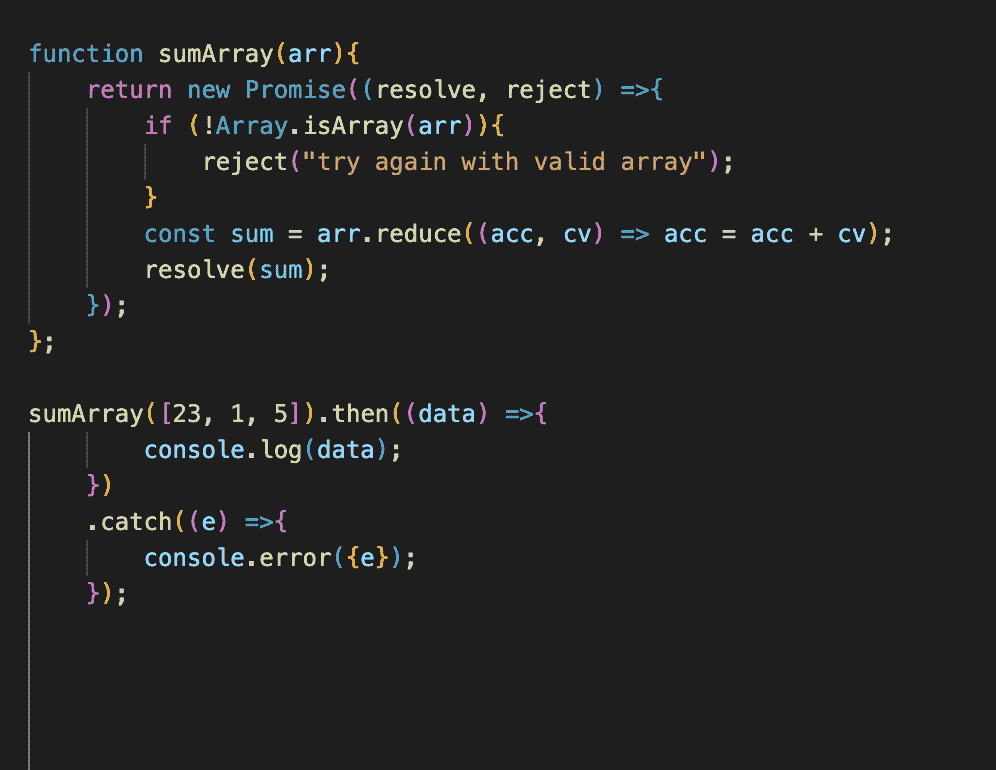 function sumArray(arr){
    return new Promise((resolve, reject) =>{
        if (!Array.isArray(arr)){
            reject("try again with valid array");
        }
        const sum = arr.reduce((acc, cv) => acc = acc + cv);
        resolve(sum);
    });
};
sumArray([23, 1, 5]).then((data) =>{
        console.log(data);
    })
    .catch((e) =>{
        console.error({e});
    });